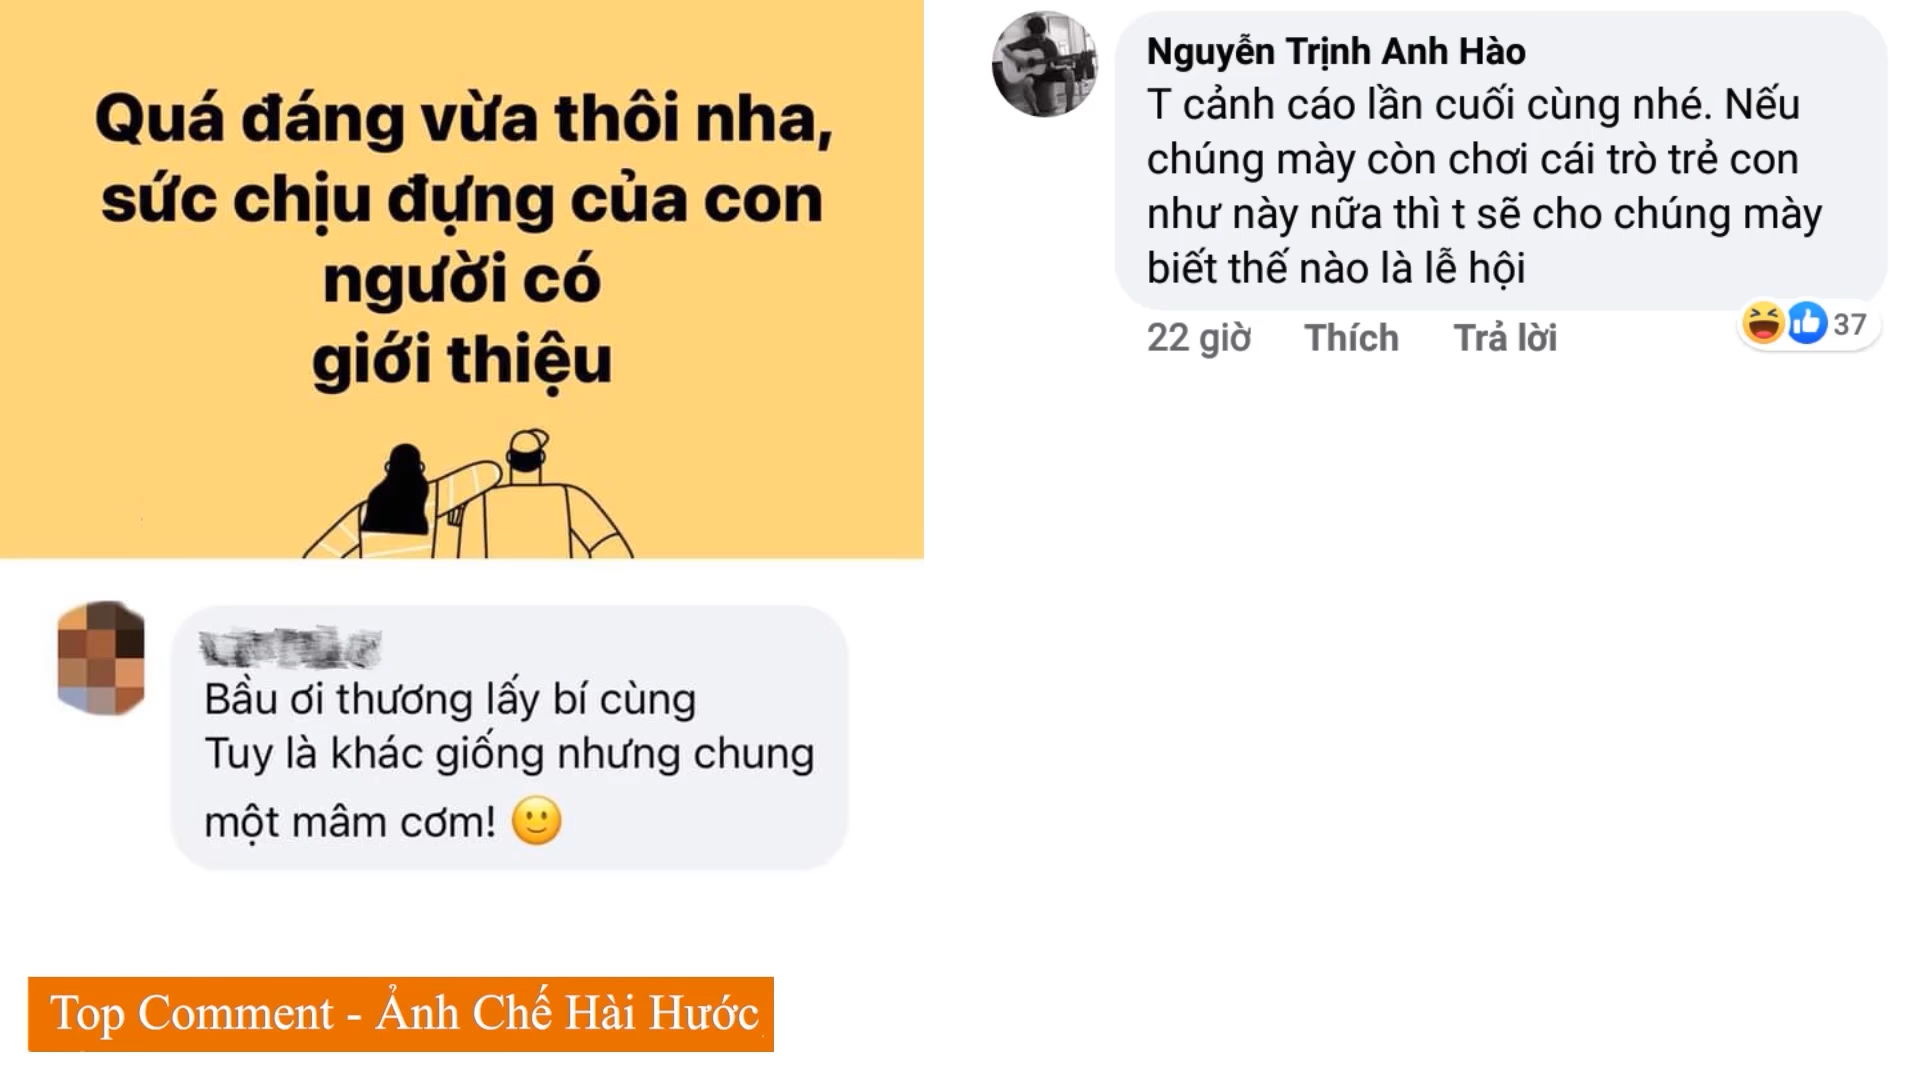 Quá đáng vừa thôi nha,
sức chịu đựng của con
người có
giới thiệu
Bầu ơi thương lấy bí cùng
Tuy là khác giống nhưng chung
một mâm cơm! 🙂
Top Comment - Ảnh Chế Hài Hước
Nguyễn Trịnh Anh Hào
T cảnh cáo lần cuối cùng nhé. Nếu
chúng mày còn chơi cái trò trẻ con
như này nữa thì t sẽ cho chúng mày
biết thế nào là lễ hội
22 giờ Thích Trả lời 37